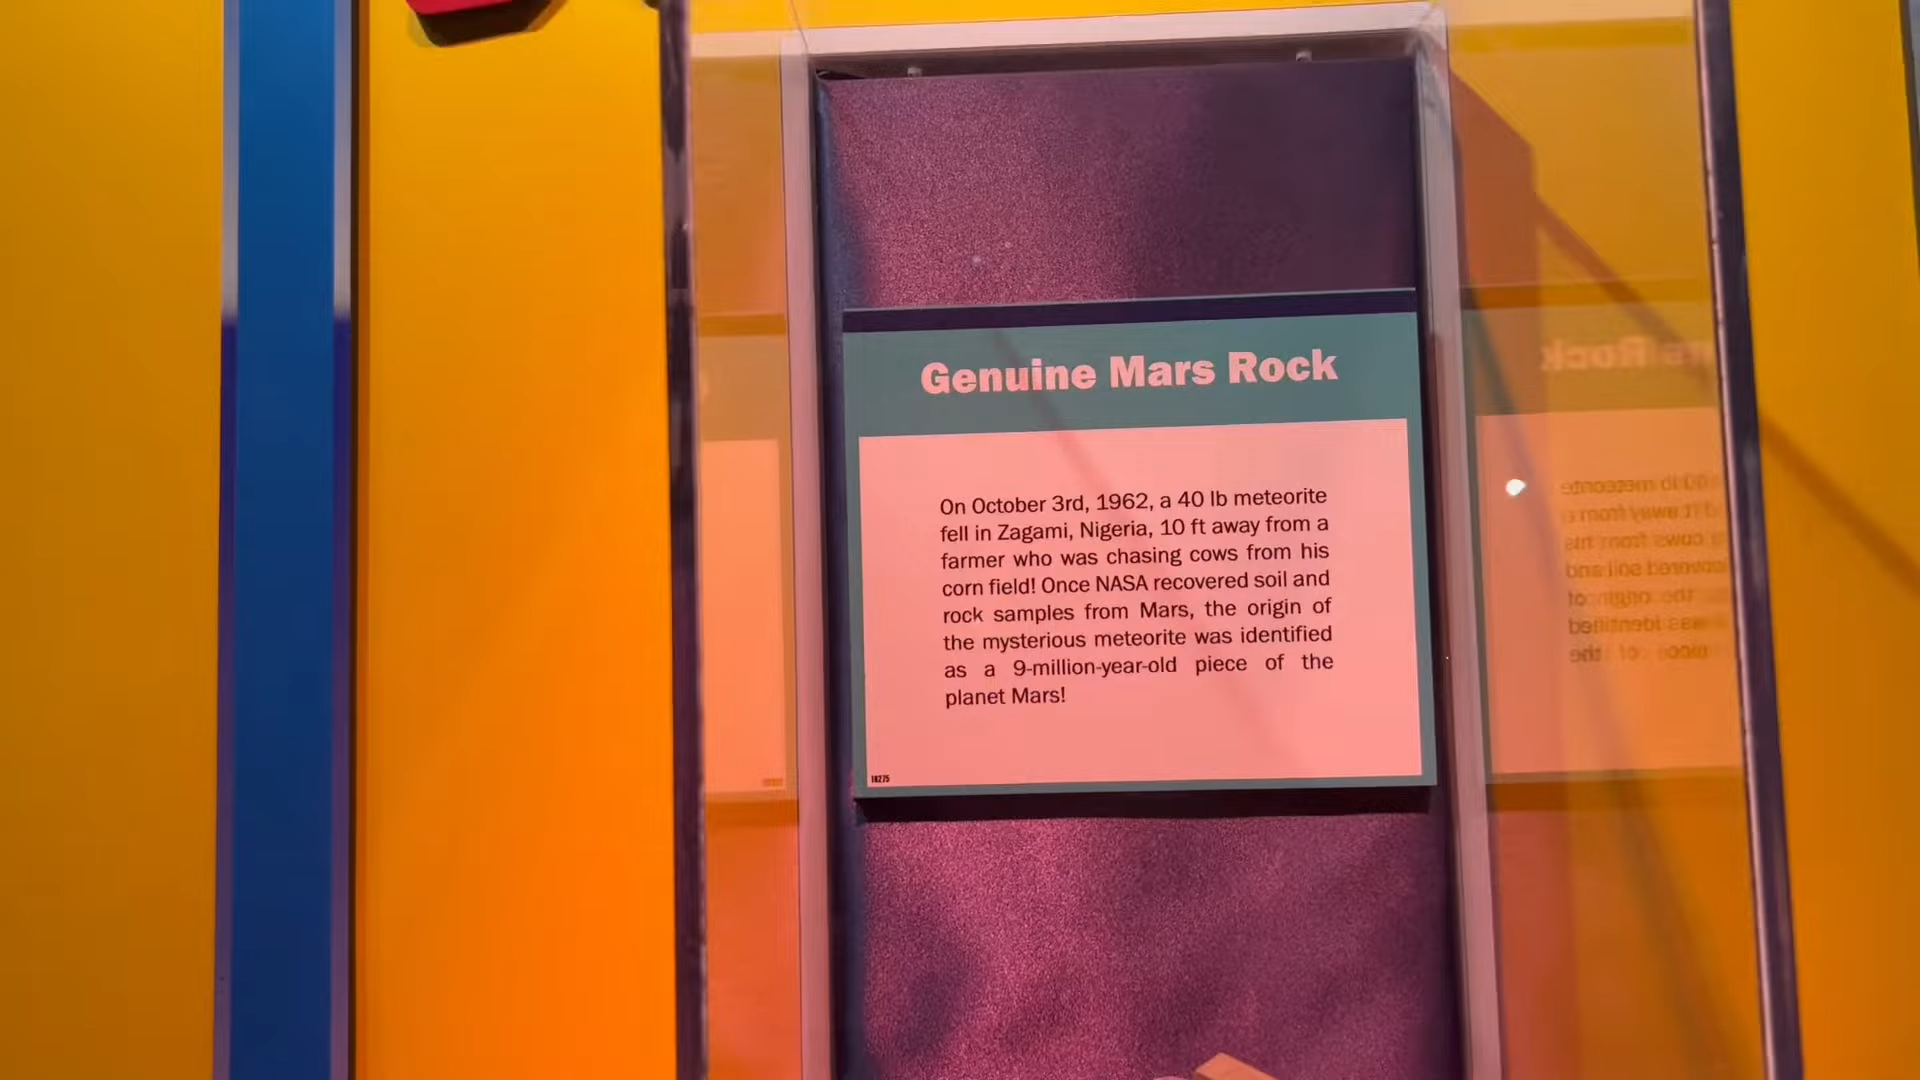 Genuine Mars Rock
On October 3rd, 1962, a 40 lb meteorite
fell in Zagami, Nigeria, 10 ft away from a
farmer who was chasing cows from his
corn field! Once NASA recovered soil and
rock samples from Mars, the origin of
the mysterious meteorite was identified
as a 9-million-year-old piece of the
planet Mars!
18275